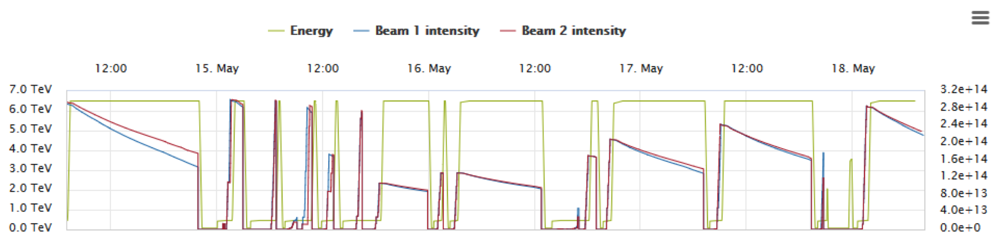 Energy Beam 1 intensity Beam 2 intensity
12:00 15. May 12:00 16. May 12:00 17. May 12:00 18. May
7.0 TeV 3.2e+14
6.0 TeV 2.8e+14
5.0 TeV 2.4e+14
4.0 TeV 2.0e+14
3.0 TeV 1.6e+14
2.0 TeV 1.2e+14
1.0 TeV 8.0e+13
0.0 TeV 4.0e+13
0.0e+0